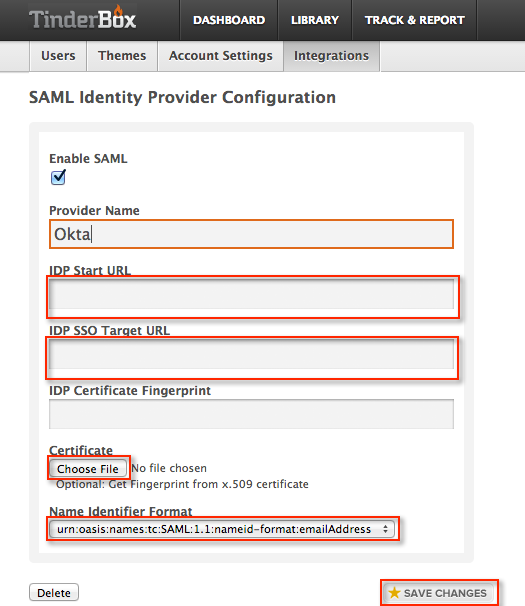 TinderBox
DASHBOARD
LIBRARY
TRACK & REPORT
Users
Themes
Account Settings
Integrations
SAML Identity Provider Configuration
Enable SAML
Provider Name
Okta
IDP Start URL
IDP SSO Target URL
IDP Certificate Fingerprint
Certificate
Choose File No file chosen
Optional: Get Fingerprint from x.509 certificate
Name Identifier Format
urn:oasis:names:tc:SAML:1.1:nameid-format:emailAddress
Delete
SAVE CHANGES